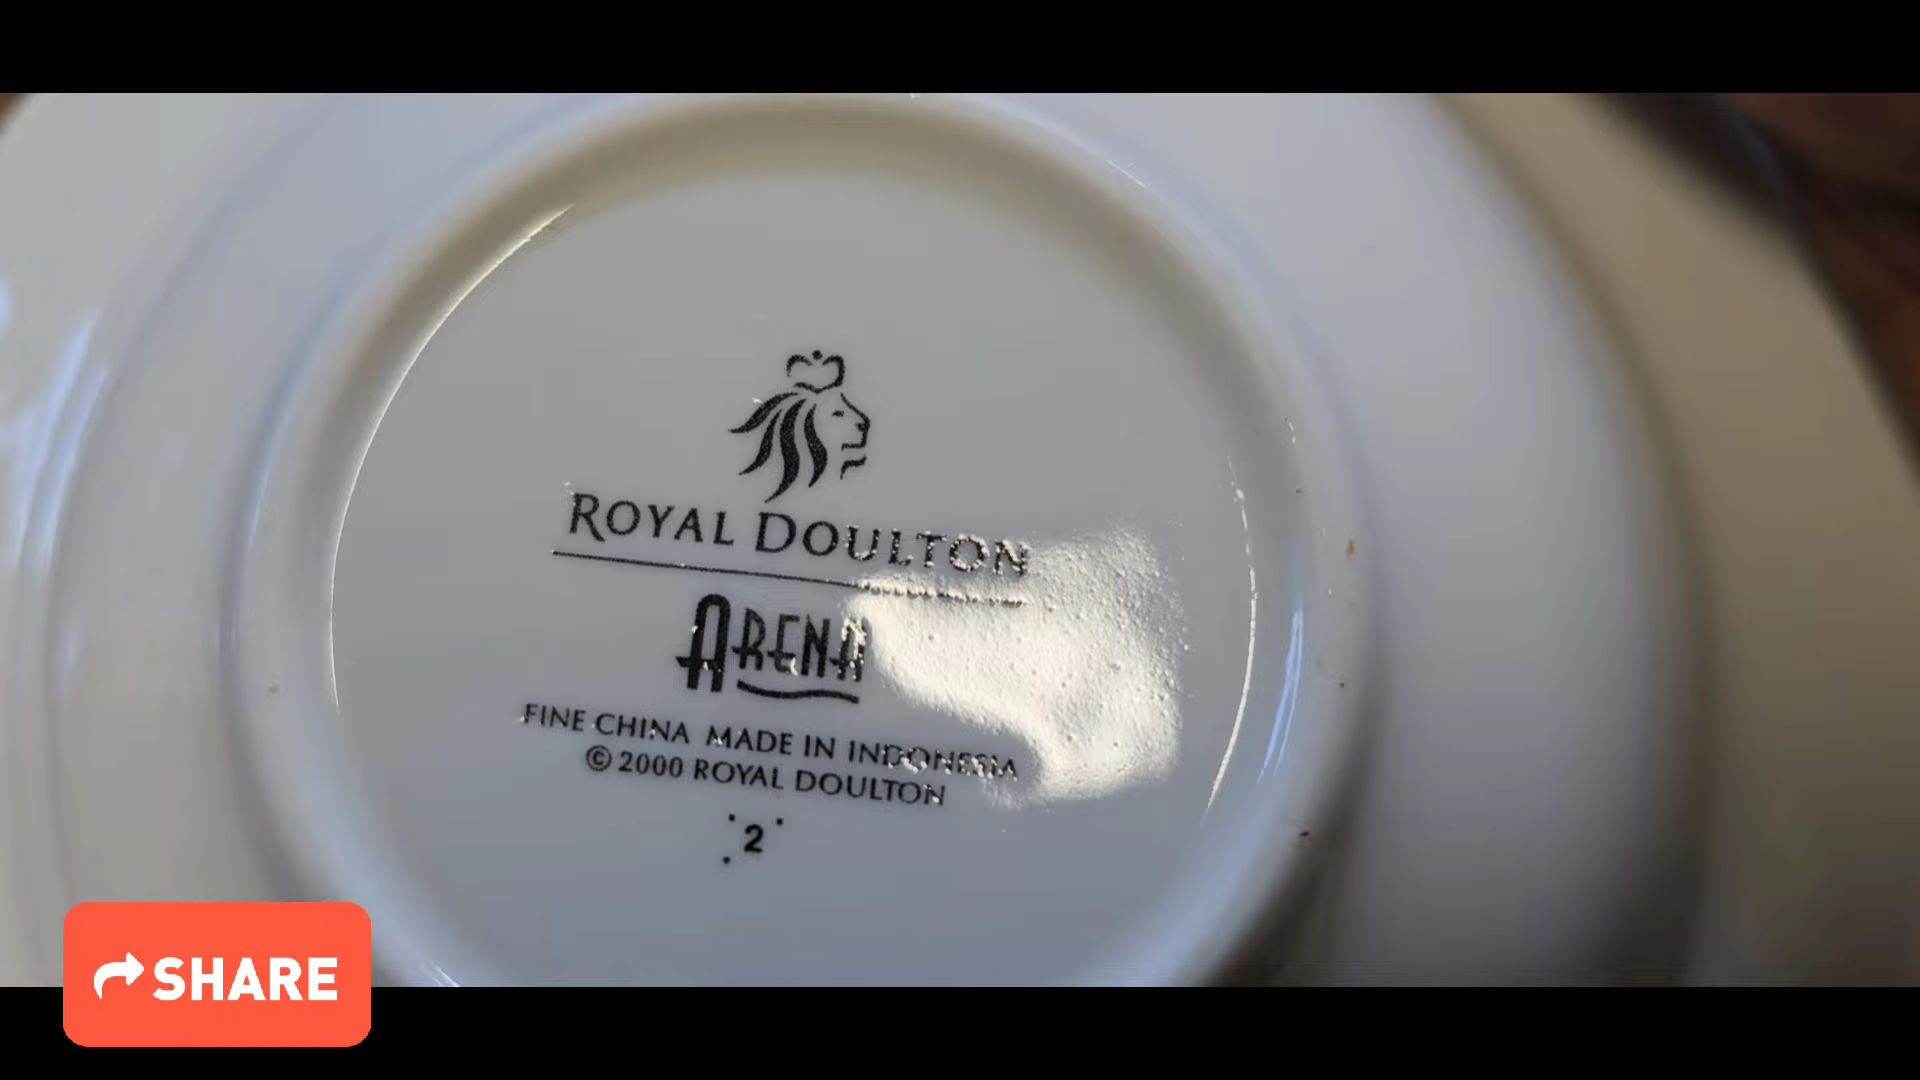 ROYAL DOULTON
ARENA
FINE CHINA MADE IN INDONESIA
© 2000 ROYAL DOULTON
2
SHARE